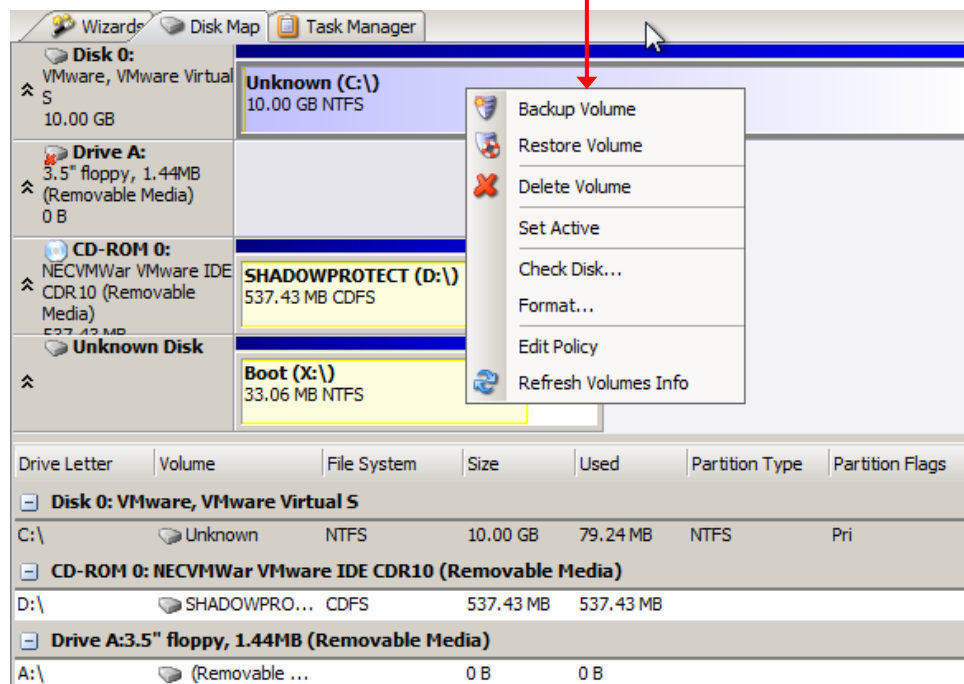 Wizards Disk Map Task Manager
Disk 0:
VMware, VMware Virtual
S
10.00 GB
Unknown (C:\)
10.00 GB NTFS
Drive A:
3.5" floppy, 1.44MB
(Removable Media)
0 B
CD-ROM 0:
NECVMWar VMware IDE
CDR10 (Removable
Media)
537.43 MB
SHADOWPROTECT (D:\)
537.43 MB CDFS
Unknown Disk
Boot (X:\)
33.06 MB NTFS
Backup Volume
Restore Volume
Delete Volume
Set Active
Check Disk...
Format...
Edit Policy
Refresh Volumes Info
Drive Letter Volume File System Size Used Partition Type Partition Flags
Disk 0: VMware, VMware Virtual S
C:\ Unknown NTFS 10.00 GB 79.24 MB NTFS Pri
CD-ROM 0: NECVMWar VMware IDE CDR10 (Removable Media)
D:\ SHADOWPRO... CDFS 537.43 MB 537.43 MB
Drive A:3.5" floppy, 1.44MB (Removable Media)
A:\ (Removable ... 0 B 0 B